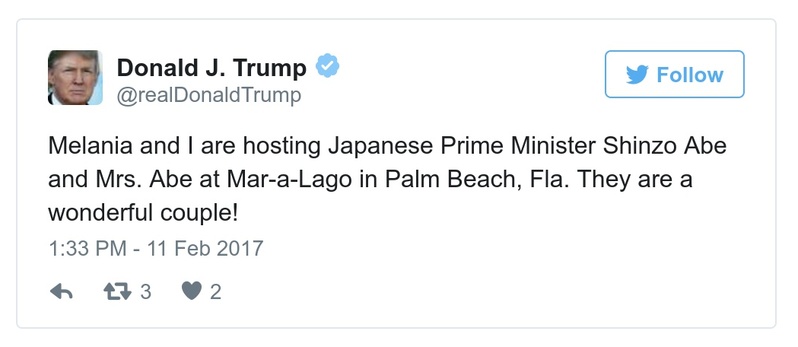 Donald J. Trump
@realDonaldTrump
Follow
Melania and I are hosting Japanese Prime Minister Shinzo Abe
and Mrs. Abe at Mar-a-Lago in Palm Beach, Fla. They are a
wonderful couple!
1:33 PM - 11 Feb 2017
3 2